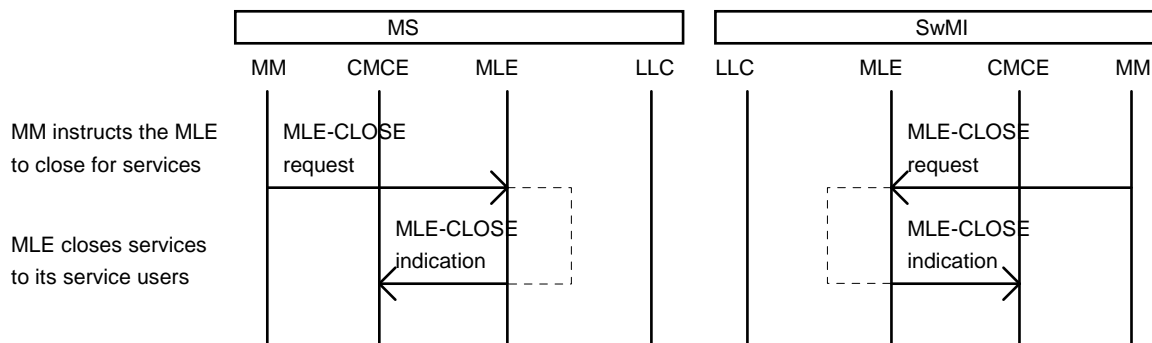 MS SwMI
MM CMCE MLE LLC LLC MLE CMCE MM
MM instructs the MLE MLE-CLOSE MLE-CLOSE
to close for services request request
MLE closes services MLE-CLOSE MLE-CLOSE
to its service users indication indication